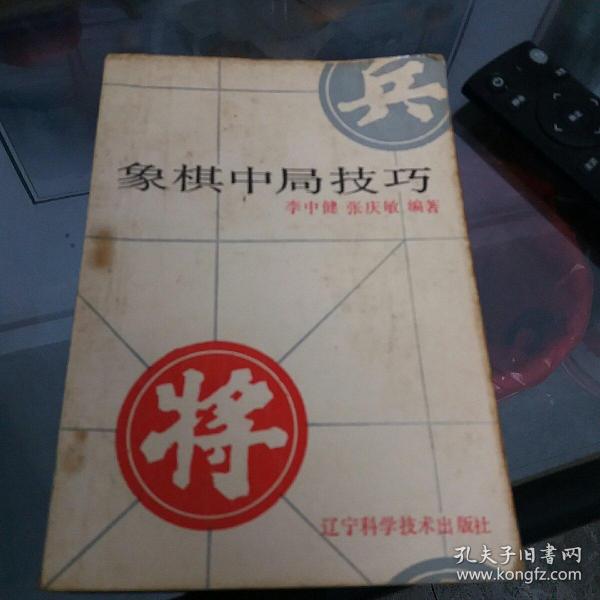 兵
象棋中局技巧
李中健 张庆敏 编著
将
辽宁科学技术出版社
孔夫子旧书网
www.kongfz.com